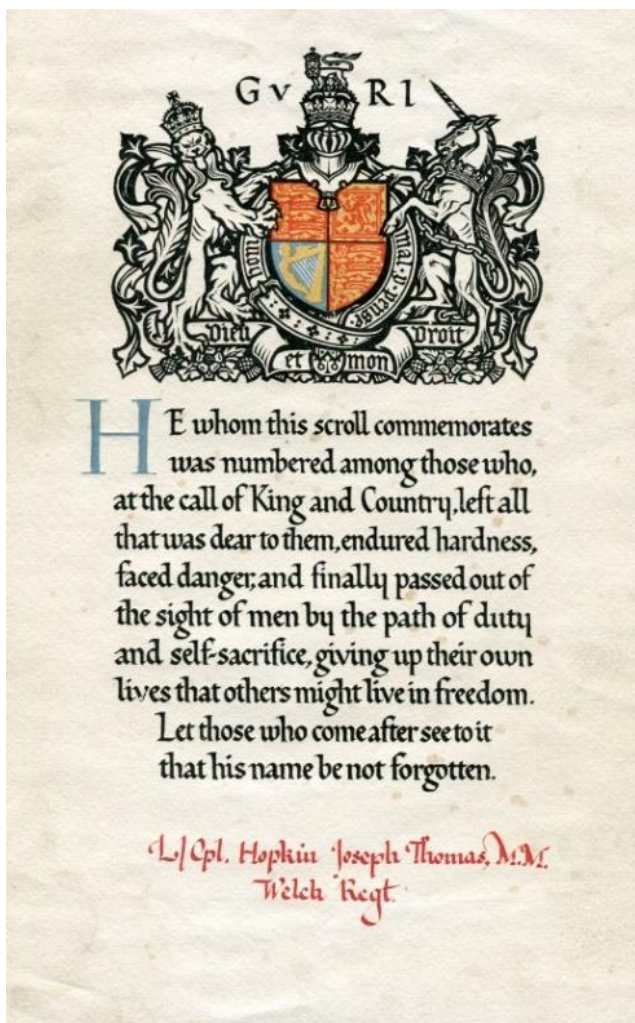 G V R I
Honi soit qui mal y pense
Dieu et mon droit
HE whom this scroll commemorates
was numbered among those who,
at the call of King and Country, left all
that was dear to them, endured hardness,
faced danger, and finally passed out of
the sight of men by the path of duty
and self-sacrifice, giving up their own
lives that others might live in freedom.
Let those who come after see to it
that his name be not forgotten.
L/Cpl. Hopkin Joseph Thomas, M.M.
Welch Regt.